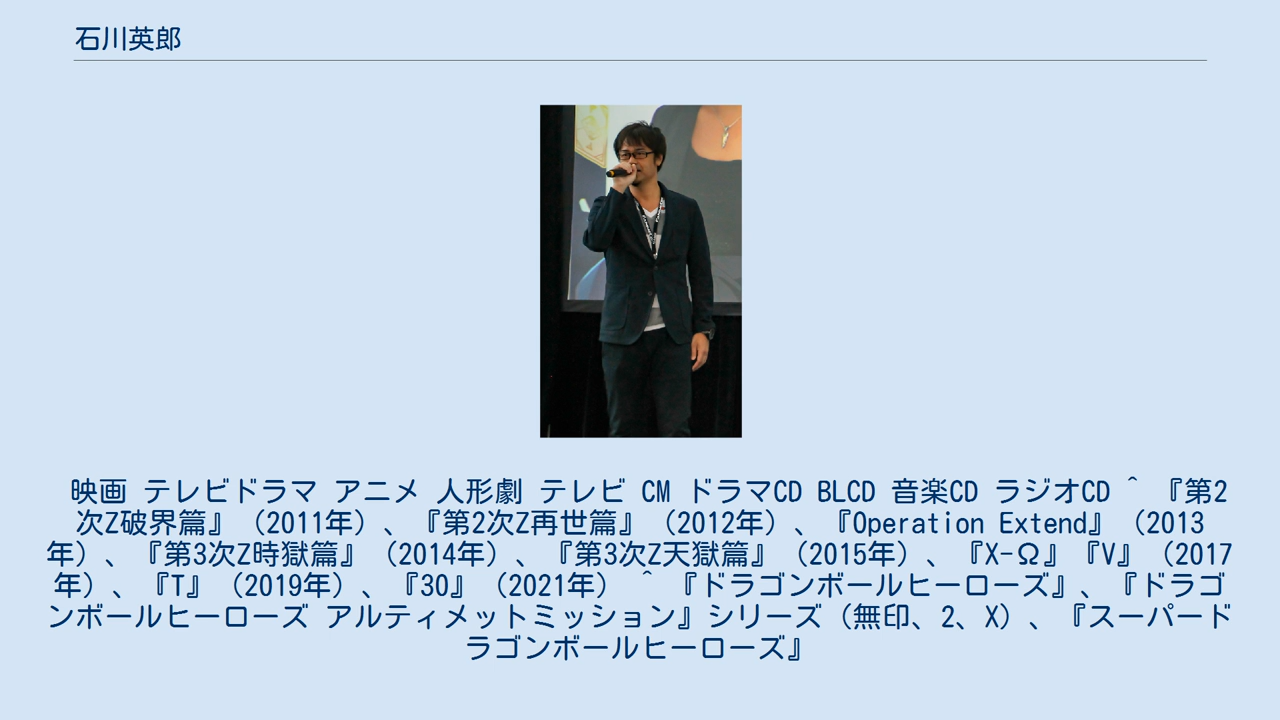 石川英郎
映画 テレビドラマ アニメ 人形劇 テレビ CM ドラマCD BLCD 音楽CD ラジオCD ^ 『第2
次Z破界篇』（2011年）、『第2次Z再世篇』（2012年）、『Operation Extend』（2013
年）、『第3次Z時獄篇』（2014年）、『第3次Z天獄篇』（2015年）、『X-Ω』『V』（2017
年）、『T』（2019年）、『30』（2021年） ^ 『ドラゴンボールヒーローズ』、『ドラゴ
ンボールヒーローズ アルティメットミッション』シリーズ（無印、2、X）、『スーパード
ラゴンボールヒーローズ』